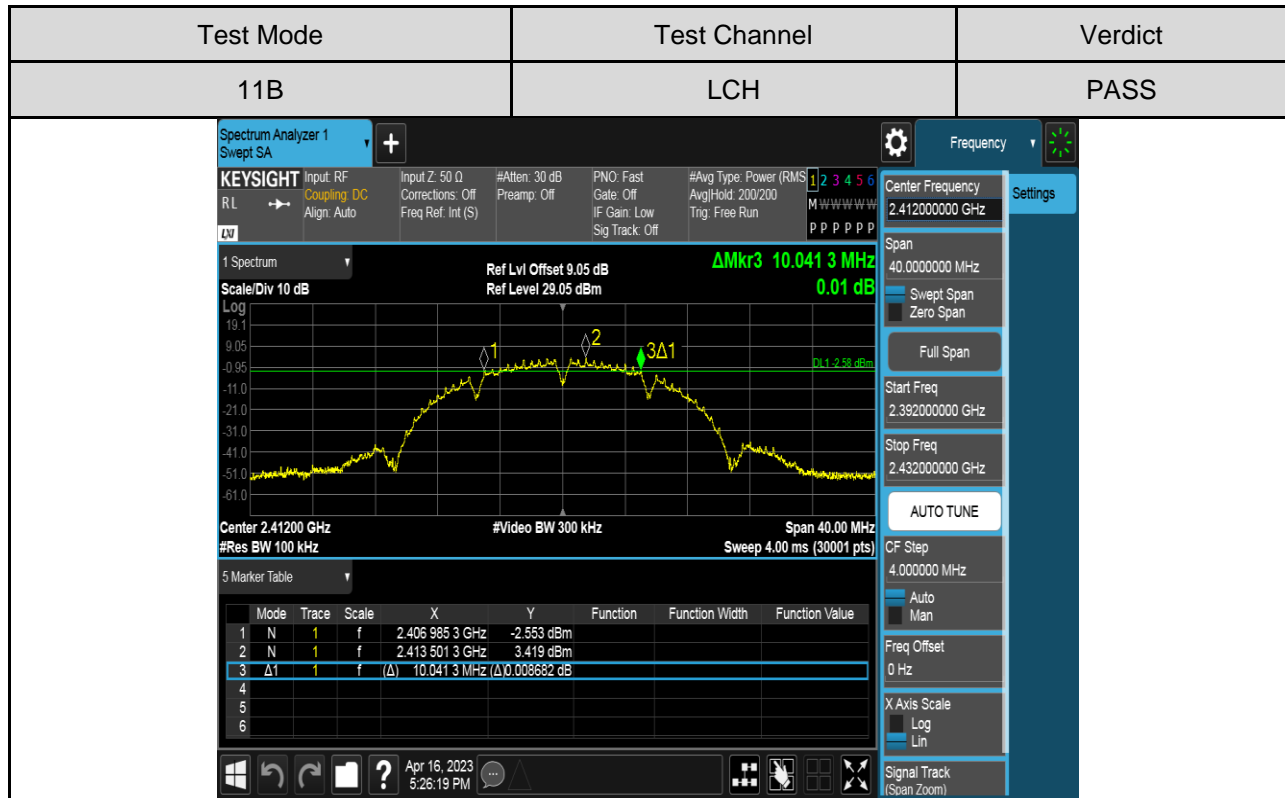 Test Mode Test Channel Verdict
11B LCH PASS
Spectrum Analyzer 1
Swept SA
+
Frequency
KEYSIGHT Input: RF Input Z: 50 Ω #Atten: 30 dB PNO: Fast #Avg Type: Power (RMS 1 2 3 4 5 6
RL Coupling: DC Corrections: Off Preamp: Off Gate: Off Avg|Hold: 200/200 M W W W W W
Align: Auto Freq Ref: Int (S) IF Gain: Low Trig: Free Run
LXI Sig Track: Off P P P P P P
1 Spectrum
Scale/Div 10 dB
Ref Lvl Offset 9.05 dB
Ref Level 29.05 dBm
ΔMkr3 10.041 3 MHz
0.01 dB
Log
19.1
9.05
-0.95
-11.0
-21.0
-31.0
-41.0
-51.0
-61.0
1
2
3Δ1
DL1 -2.58 dBm
Center 2.41200 GHz #Video BW 300 kHz Span 40.00 MHz
#Res BW 100 kHz Sweep 4.00 ms (30001 pts)
5 Marker Table
Mode Trace Scale X Y Function Function Width Function Value
1 N 1 f 2.406 985 3 GHz -2.553 dBm
2 N 1 f 2.413 501 3 GHz 3.419 dBm
3 Δ1 1 f (Δ) 10.041 3 MHz (Δ)0.008682 dB
4
5
6
Center Frequency
2.412000000 GHz
Settings
Span
40.0000000 MHz
Swept Span
Zero Span
Full Span
Start Freq
2.392000000 GHz
Stop Freq
2.432000000 GHz
AUTO TUNE
CF Step
4.000000 MHz
Auto
Man
Freq Offset
0 Hz
X Axis Scale
Log
Lin
Signal Track
(Span Zoom)
?
Apr 16, 2023
5:26:19 PM